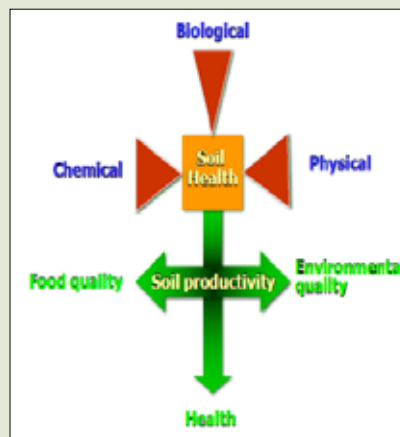 Biological
Chemical
Soil
Health
Physical
Food quality
Soil productivity
Environmenta
quality
Health